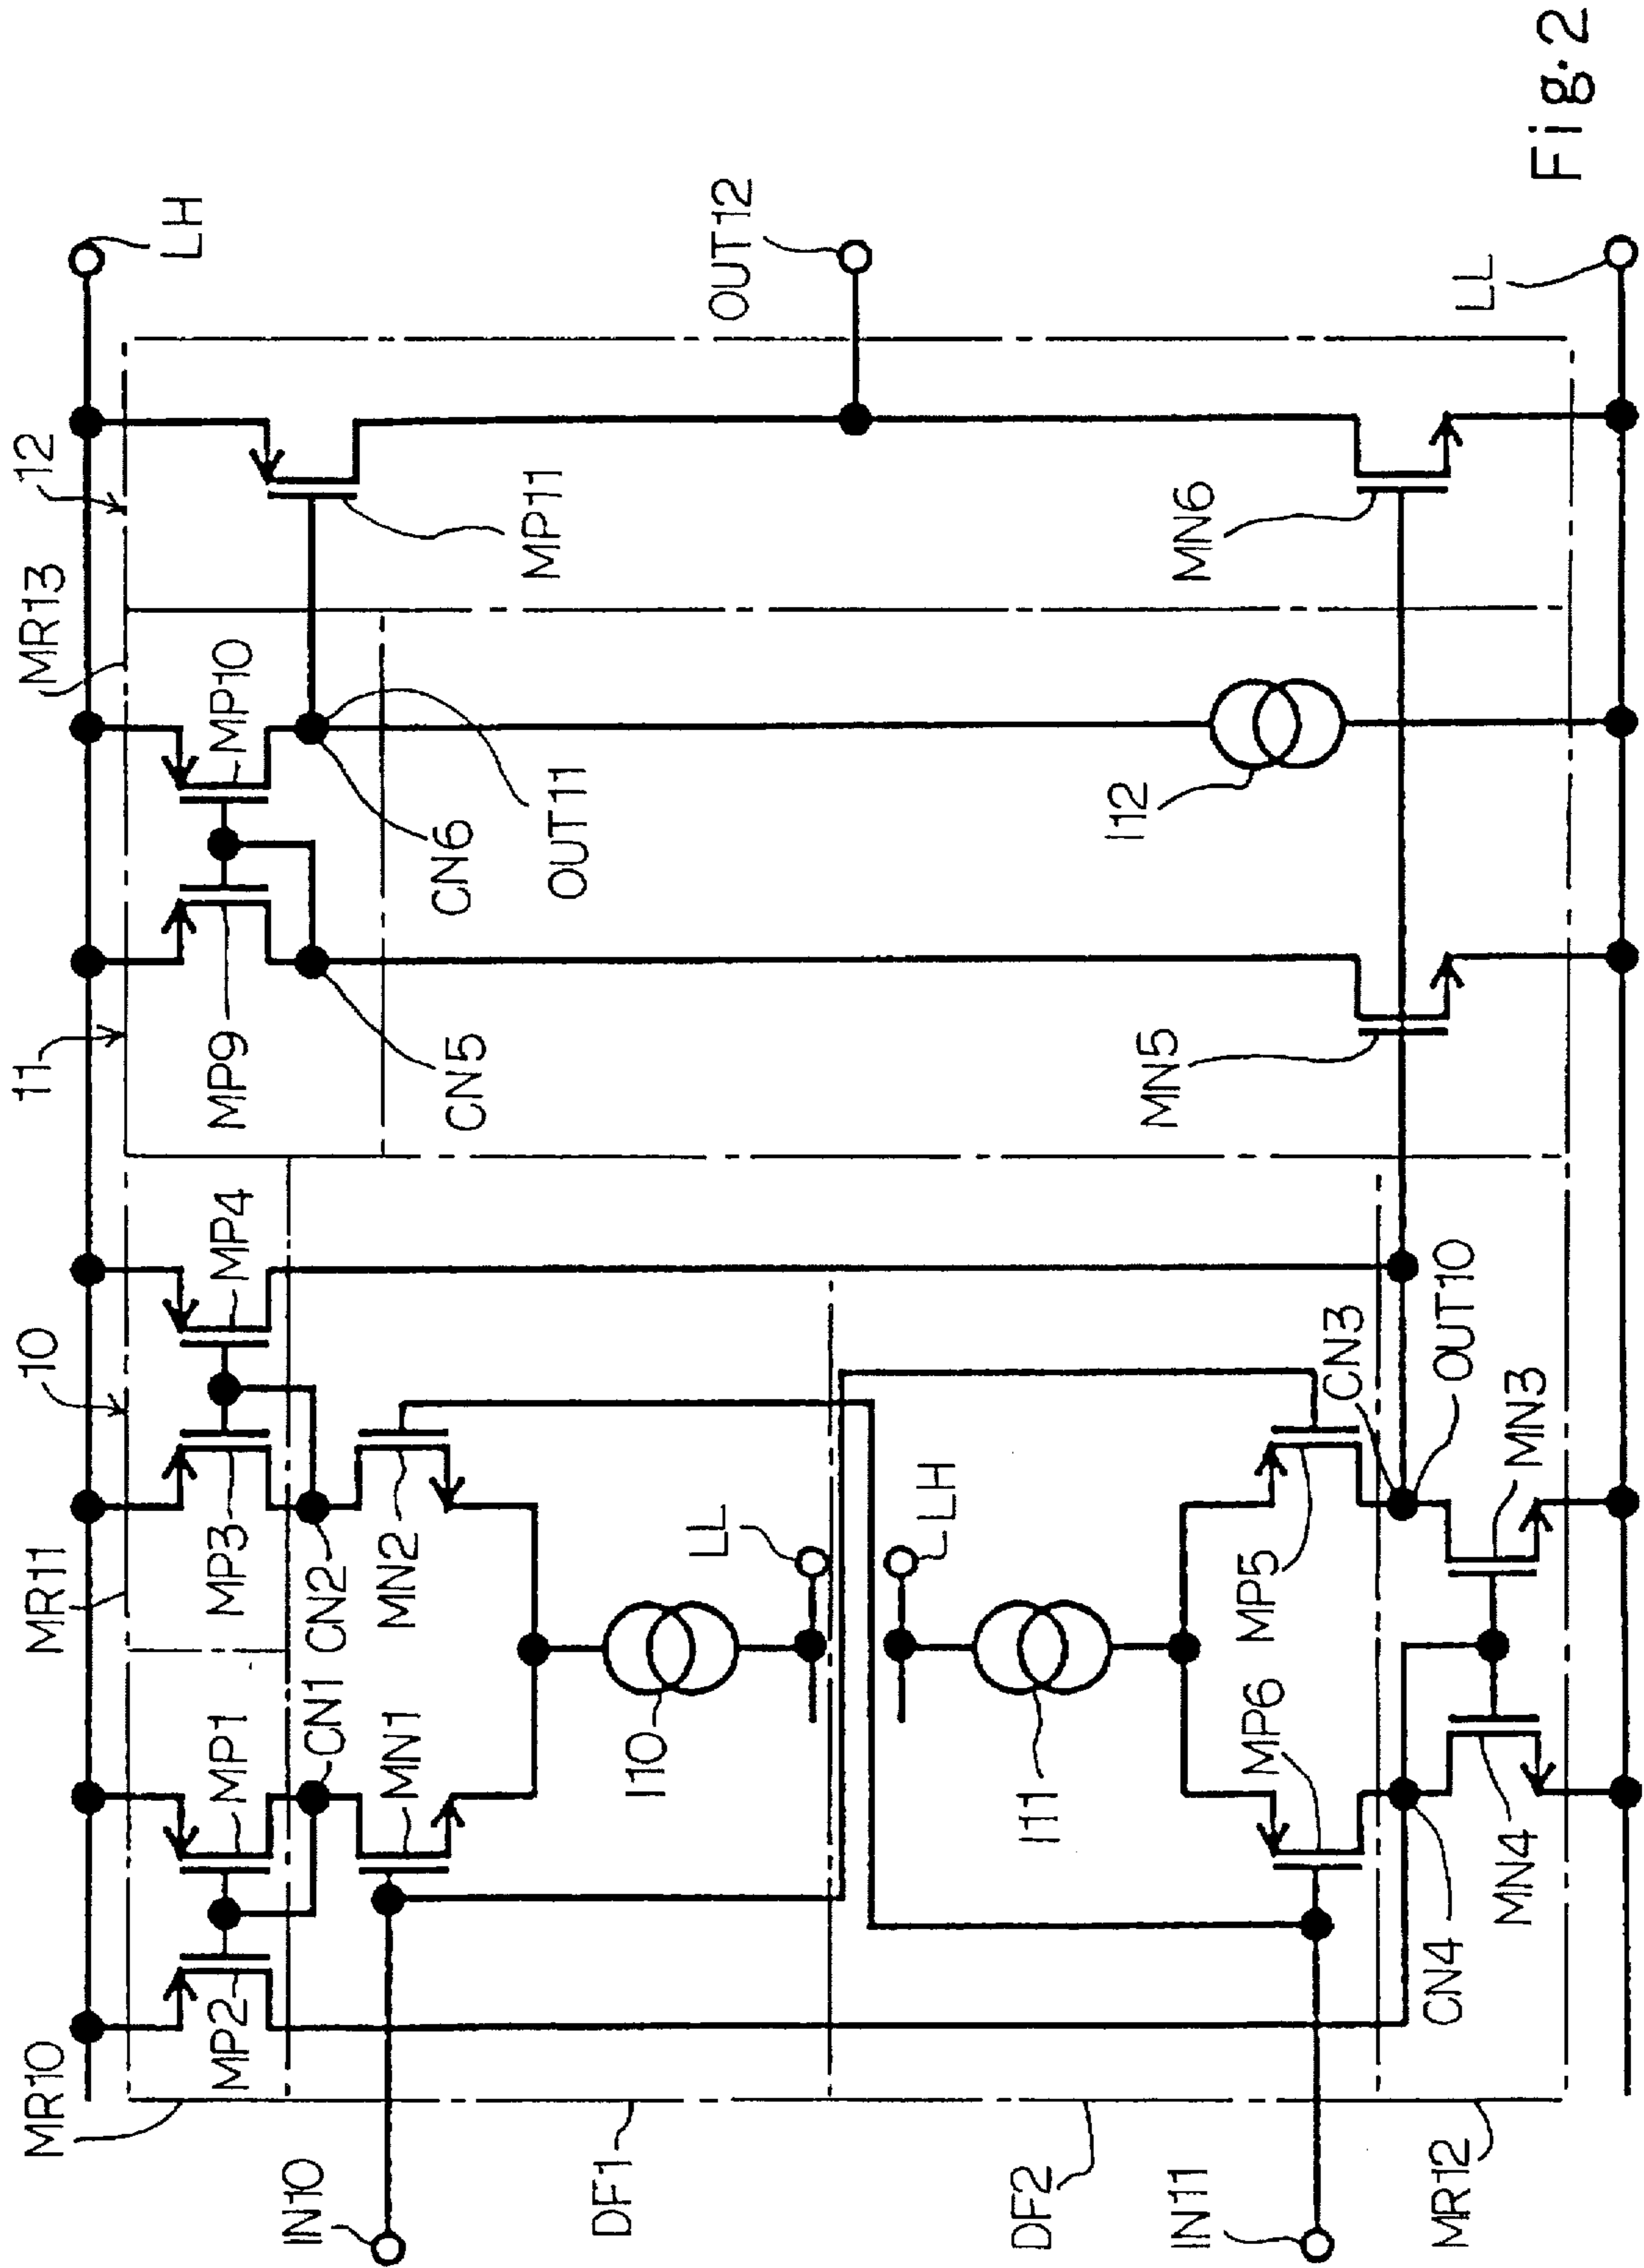 MR10
MR11
10
11
MR13
12
LH
MP2
MP1
MP3
MP4
MP9
MP10
CN1
CN2
CN5
CN6
OUT11
MP11
IN10
MN1
MN2
DF1
I10
LL
OUT12
LH
DF2
I11
I12
IN11
MP6
MP5
CN3
MN5
MN6
OUT10
CN4
MN4
MN3
MR12
LL
Fig.2